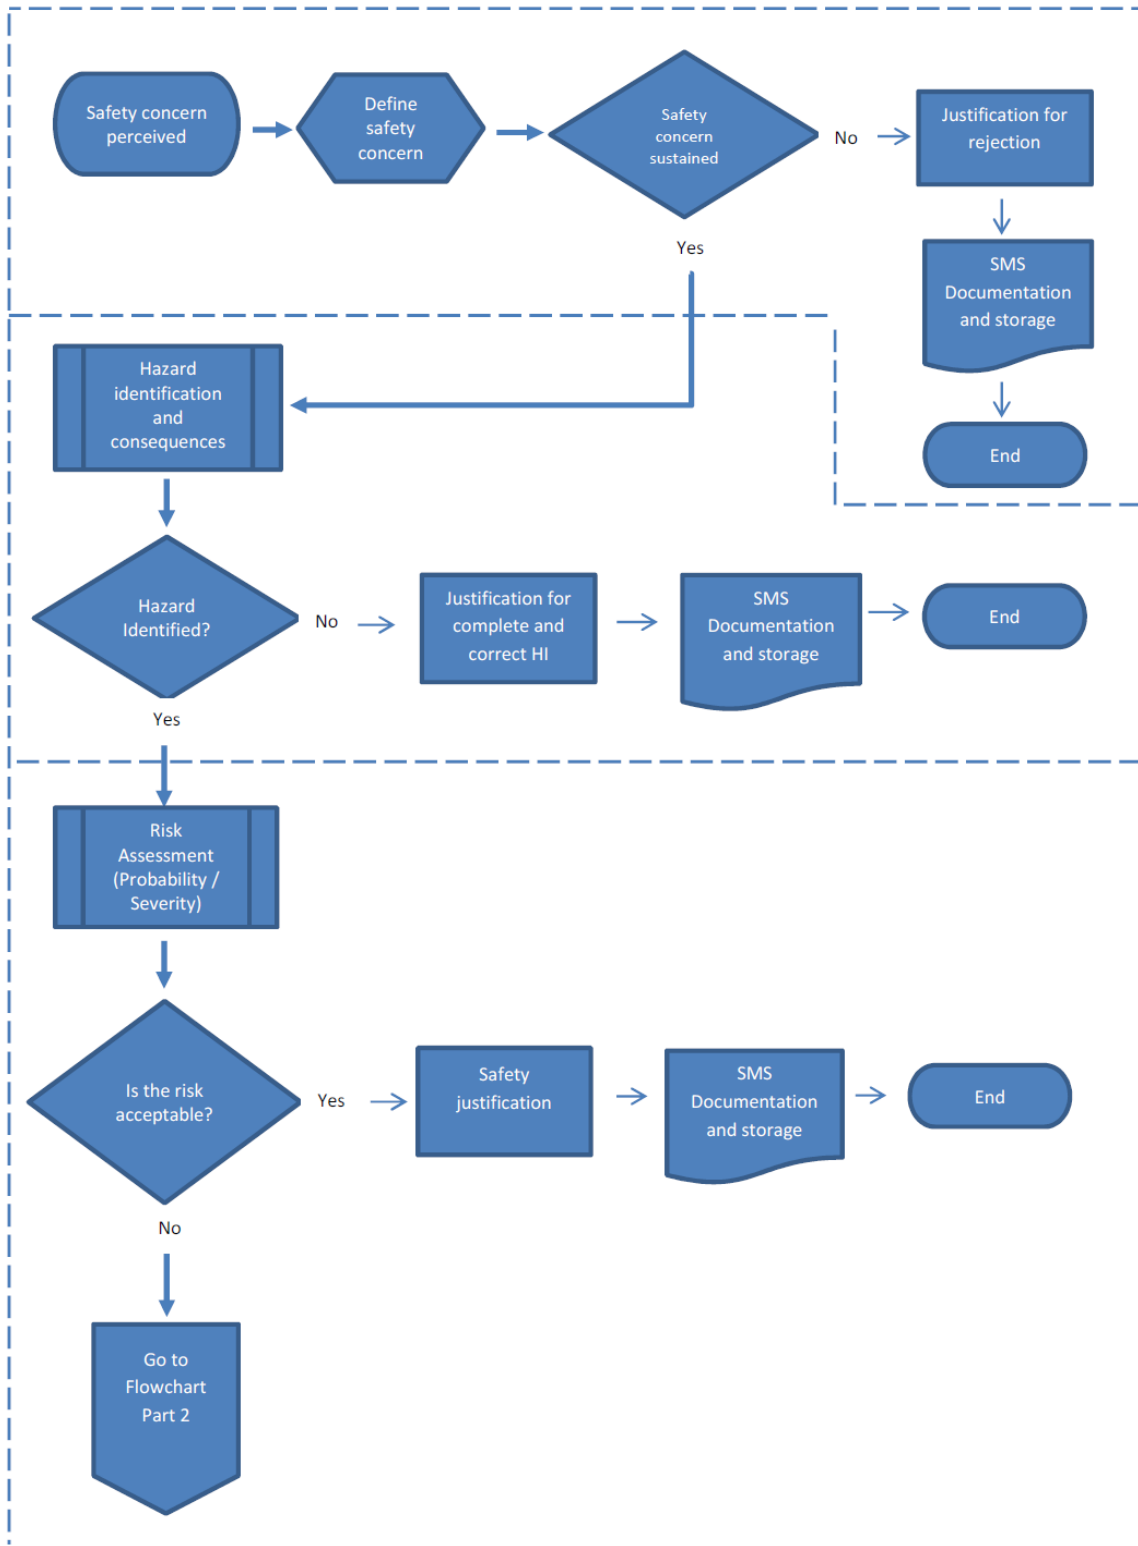 Safety concern
perceived
Define
safety
concern
Safety
concern
sustained
No
Justification for
rejection
Yes
SMS
Documentation
and storage
End
Hazard
identification
and
consequences
Hazard
Identified?
No
Justification for
complete and
correct HI
SMS
Documentation
and storage
End
Yes
Risk
Assessment
(Probability /
Severity)
Is the risk
acceptable?
Yes
Safety
justification
SMS
Documentation
and storage
End
No
Go to
Flowchart
Part 2